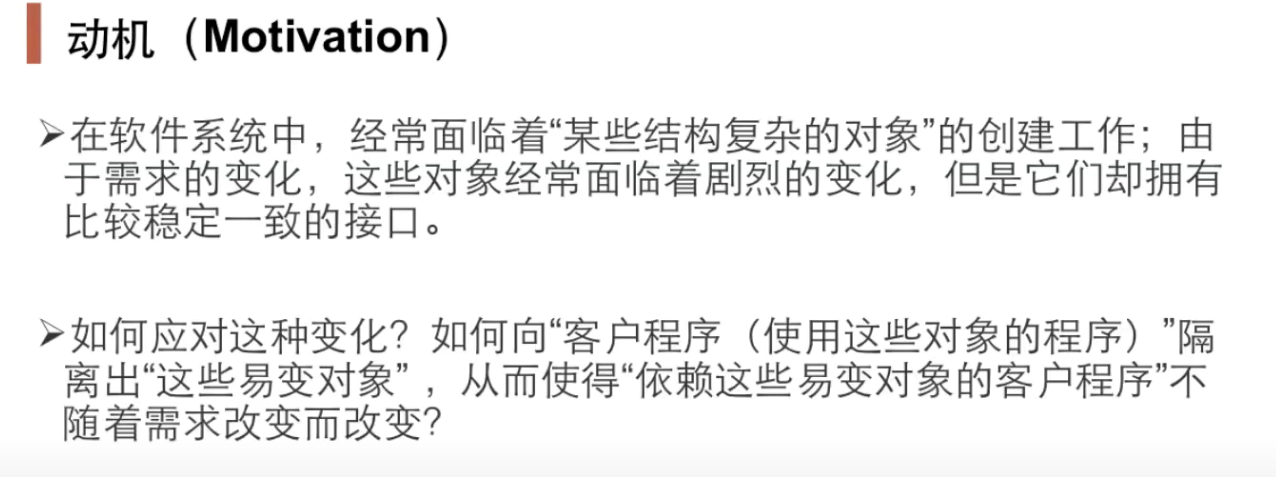 动机（Motivation）
➢在软件系统中，经常面临着“某些结构复杂的对象”的创建工作；由
于需求的变化，这些对象经常面临着剧烈的变化，但是它们却拥有
比较稳定一致的接口。
➢如何应对这种变化？如何向“客户程序（使用这些对象的程序）”隔
离出“这些易变对象”，从而使得“依赖这些易变对象的客户程序”不
随着需求改变而改变？